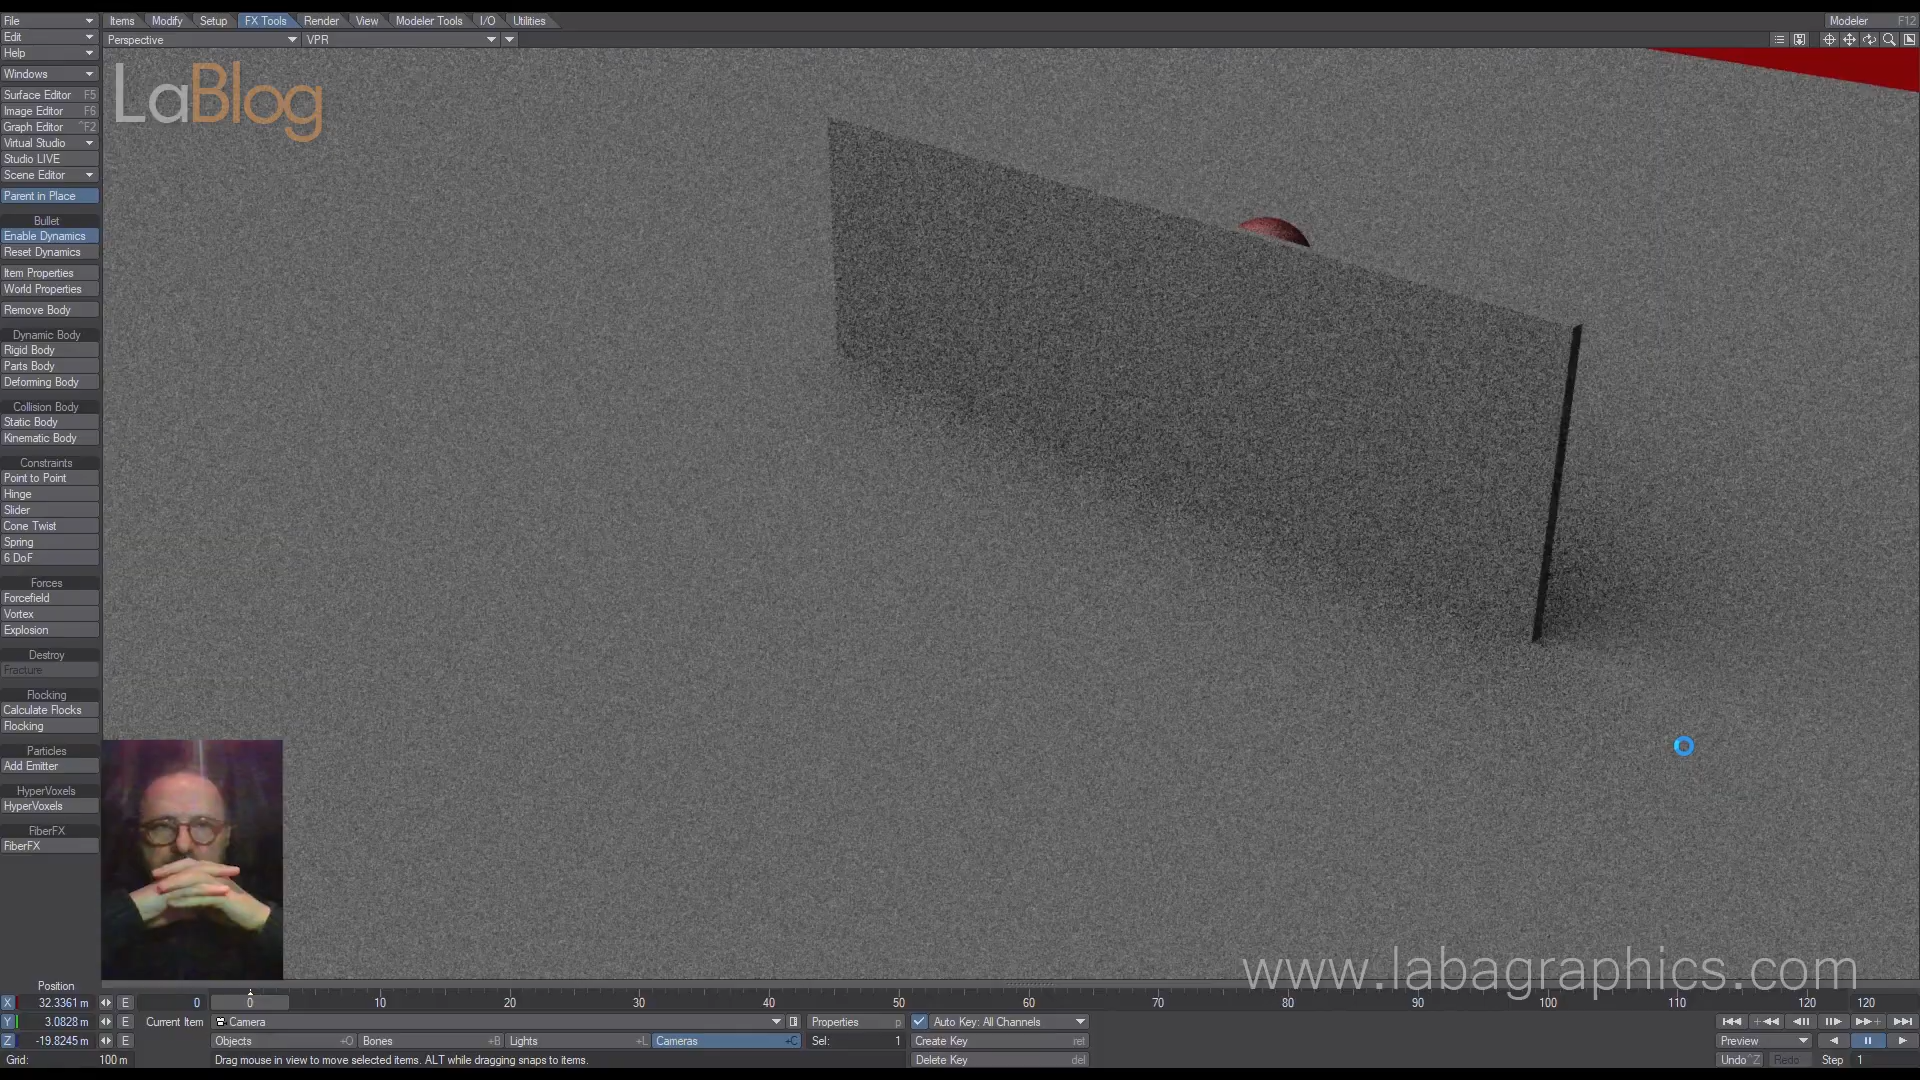 File
Items Modify Setup FX Tools Render View Modeler Tools I/O Utilities
Modeler F12
Edit
Perspective VPR
Help
LaBlog
Windows
Surface Editor F5
Image Editor F6
Graph Editor ^F2
Virtual Studio
Studio LIVE
Scene Editor
Parent in Place
Bullet
Enable Dynamics
Reset Dynamics
Item Properties
World Properties
Remove Body
Dynamic Body
Rigid Body
Parts Body
Deforming Body
Collision Body
Static Body
Kinematic Body
Constraints
Point to Point
Hinge
Slider
Cone Twist
Spring
6 DoF
Forces
Forcefield
Vortex
Explosion
Destroy
Fracture
Flocking
Calculate Flocks
Flocking
Particles
Add Emitter
HyperVoxels
HyperVoxels
FiberFX
FiberFX
www.labagraphics.com
Position
X 32.3361 m E 0 0 10 20 30 40 50 60 70 80 90 100 110 120 120
Y 3.0828 m E Current Item Camera Properties p Auto Key: All Channels
Z -19.8245 m E Objects +O Bones +B Lights +L Cameras +C Sel: 1 Create Key ret Preview
Grid: 100 m Drag mouse in view to move selected items. ALT while dragging snaps to items. Delete Key del Undo ^Z Redo Step 1